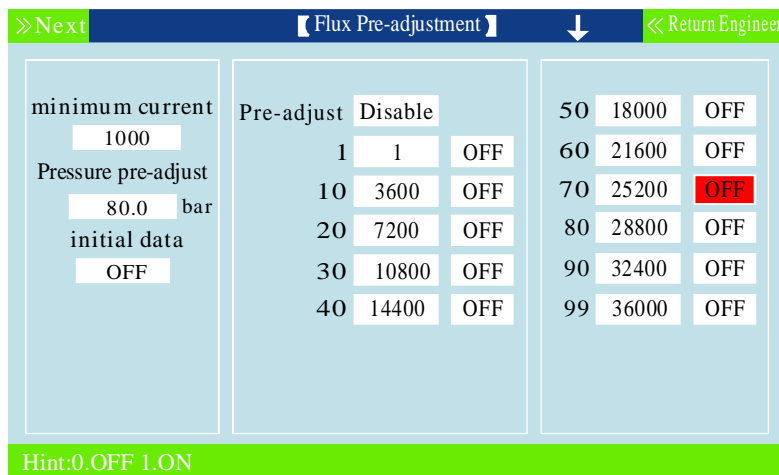 ≫Next 【Flux Pre-adjustment】 ↓ ≪Return Engineer
minimum current
1000
Pressure pre-adjust
80.0 bar
initial data
OFF
Pre-adjust Disable
1 1 OFF
10 3600 OFF
20 7200 OFF
30 10800 OFF
40 14400 OFF
50 18000 OFF
60 21600 OFF
70 25200 OFF
80 28800 OFF
90 32400 OFF
99 36000 OFF
Hint:0.OFF 1.ON